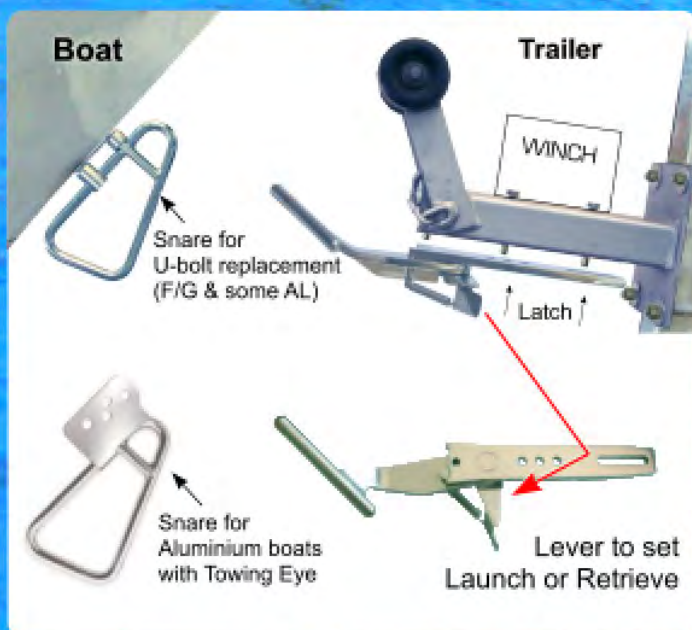 Boat
Trailer
WINCH
Snare for
U-bolt replacement
(F/G & some AL)
Latch
Snare for
Aluminium boats
with Towing Eye
Lever to set
Launch or Retrieve